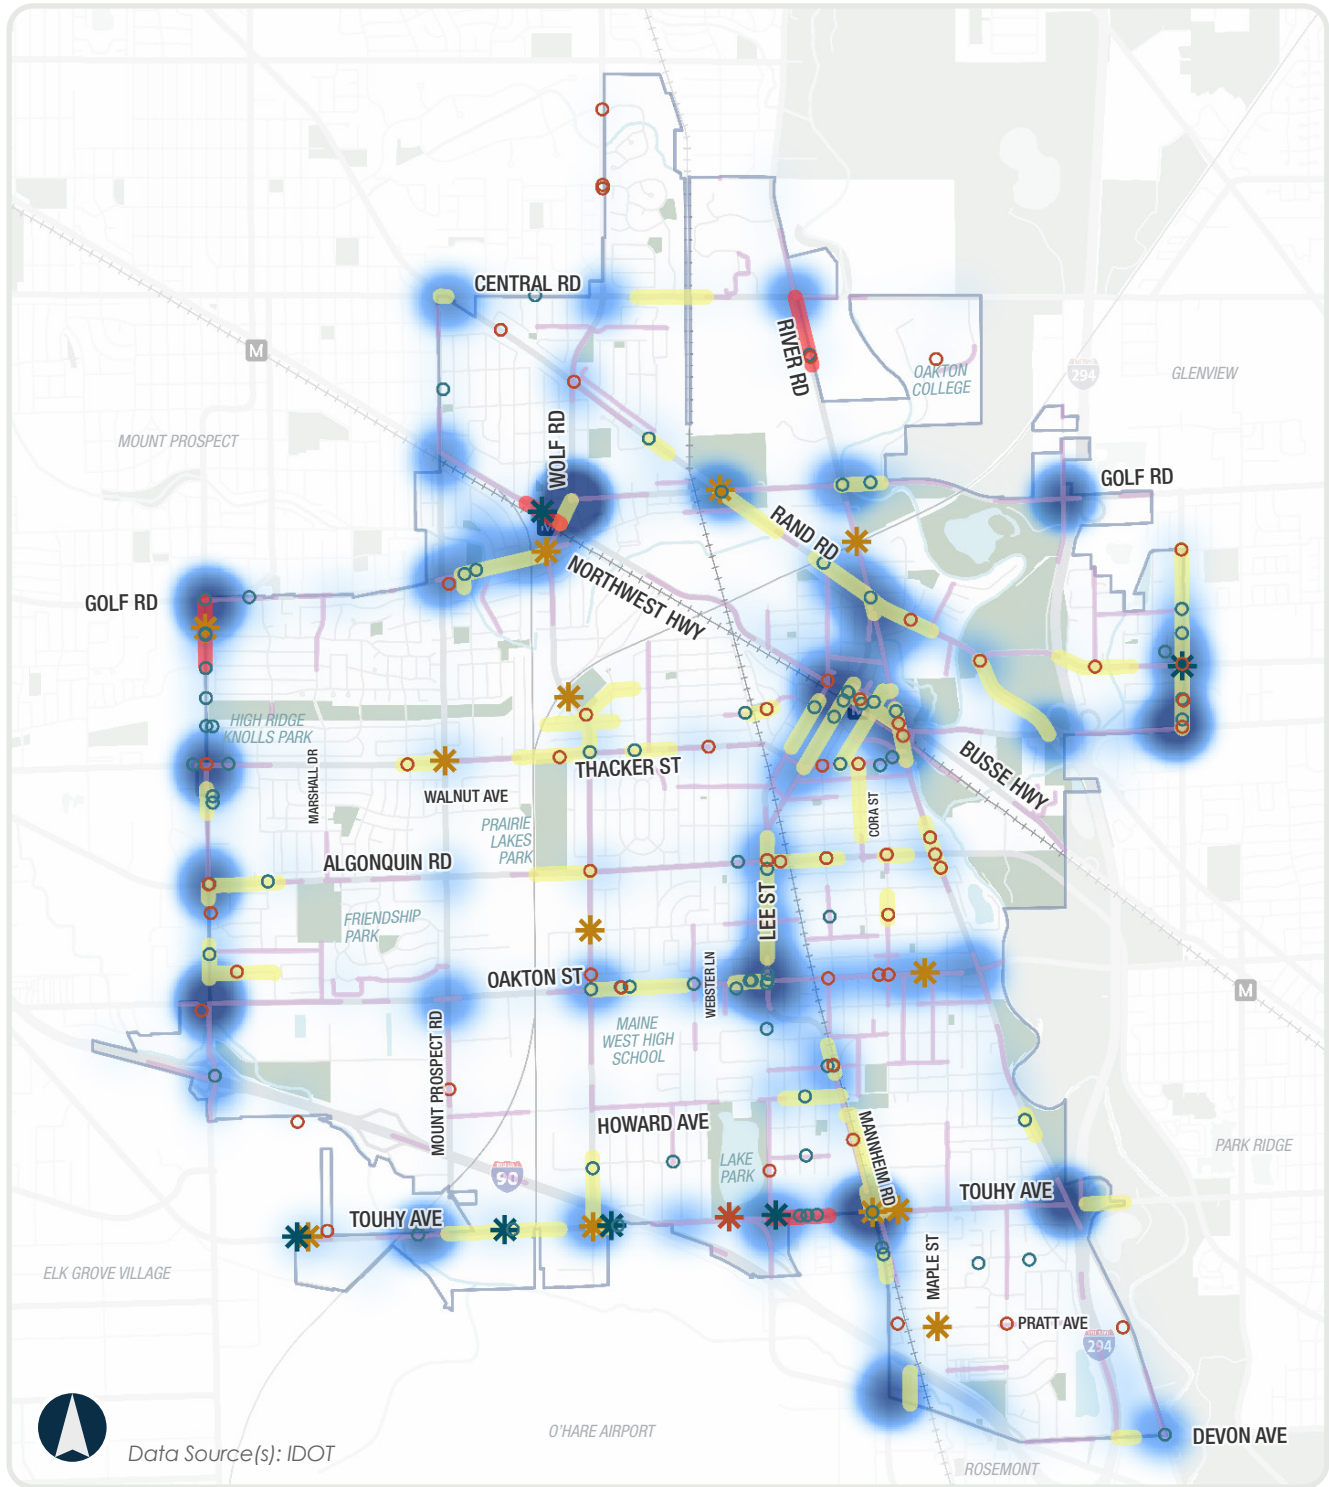 CENTRAL RD
RIVER RD
OAKTON
COLLEGE
294
GLENVIEW
M
MOUNT PROSPECT
WOLF RD
GOLF RD
RAND RD
NORTHWEST HWY
GOLF RD
HIGH RIDGE
KNOLLS PARK
THACKER ST
BUSSE HWY
MARSHALL DR
WALNUT AVE
CORA ST
PRAIRIE
LAKES
PARK
ALGONQUIN RD
LEE ST
FRIENDSHIP
PARK
OAKTON ST
WEBSTER LN
M
MAINE
WEST HIGH
SCHOOL
MOUNT PROSPECT RD
HOWARD AVE
MANNHEIM RD
LAKE
PARK
PARK RIDGE
90
TOUHY AVE
TOUHY AVE
ELK GROVE VILLAGE
MAPLE ST
PRATT AVE
294
O'HARE AIRPORT
DEVON AVE
Data Source(s): IDOT
ROSEMONT